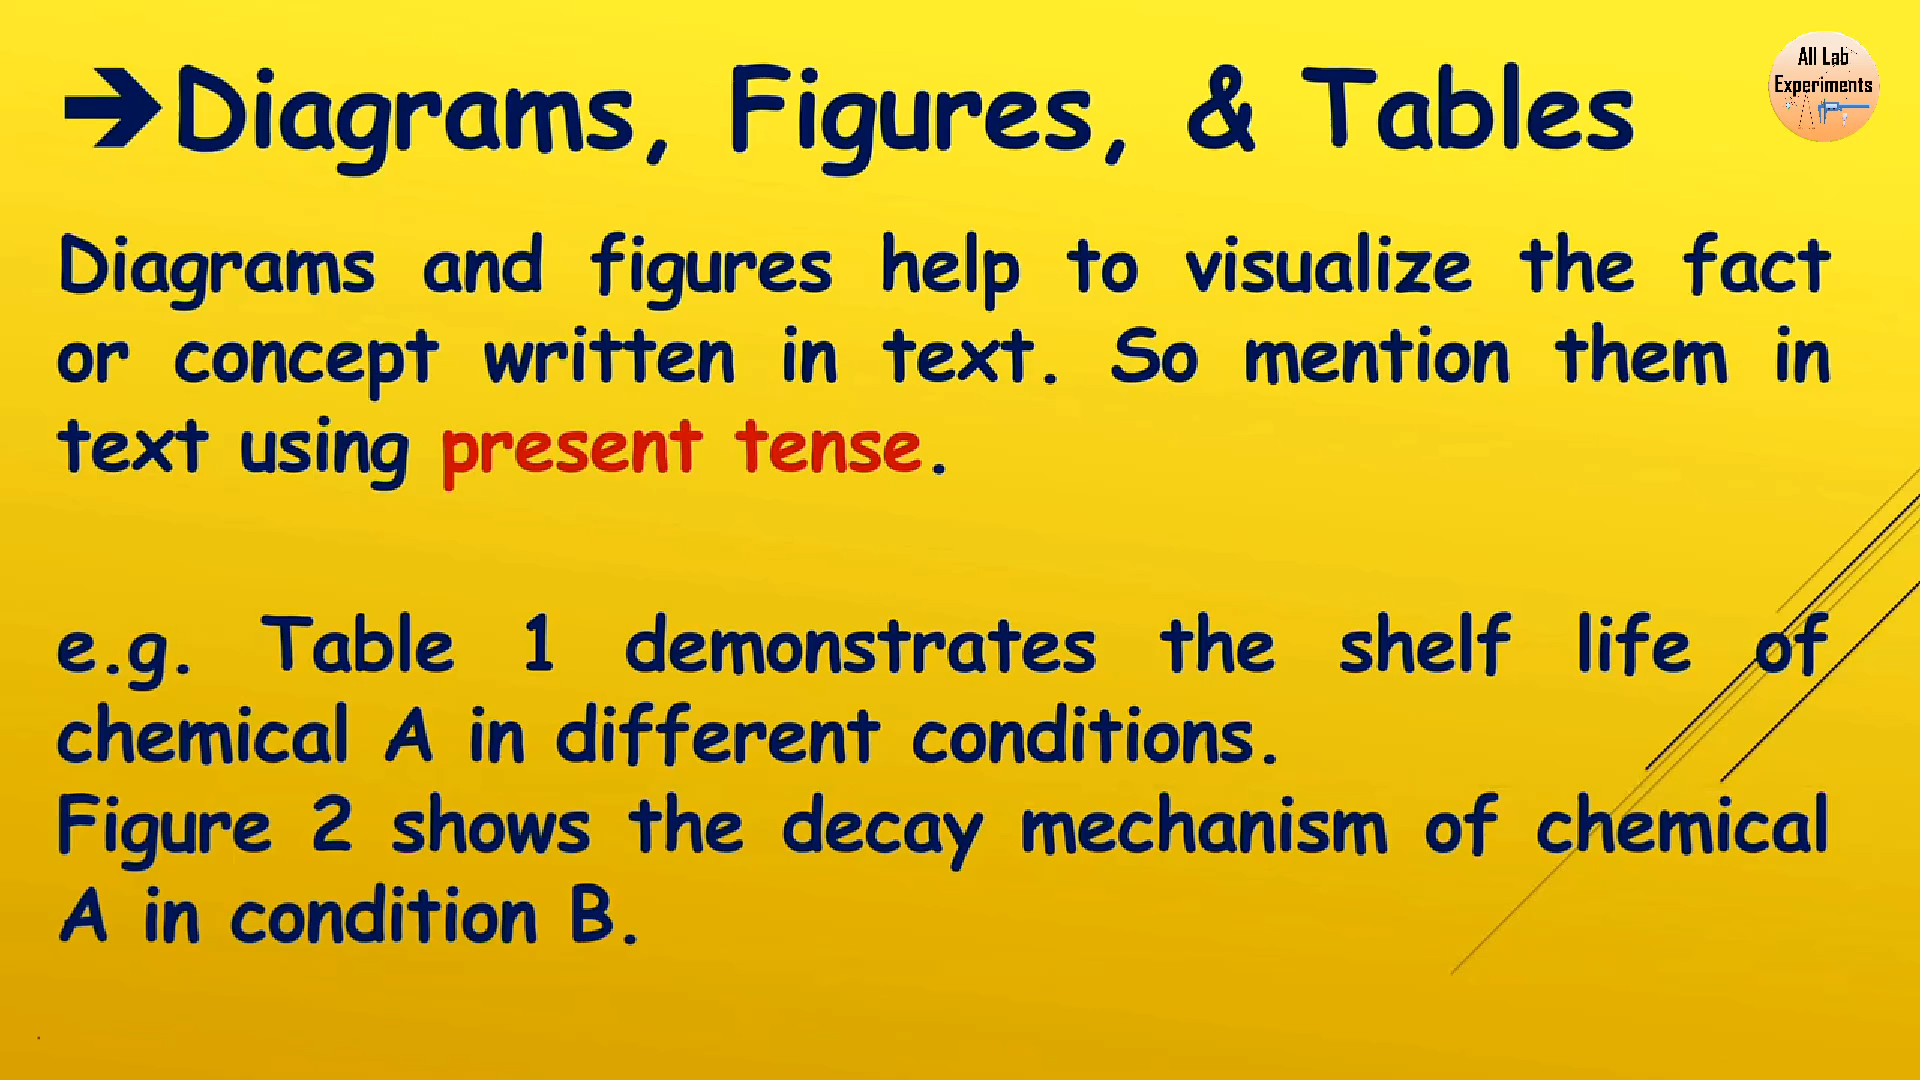 ➔Diagrams, Figures, & Tables
All Lab
Experiments
Diagrams and figures help to visualize the fact
or concept written in text. So mention them in
text using present tense.
e.g. Table 1 demonstrates the shelf life of
chemical A in different conditions.
Figure 2 shows the decay mechanism of chemical
A in condition B.